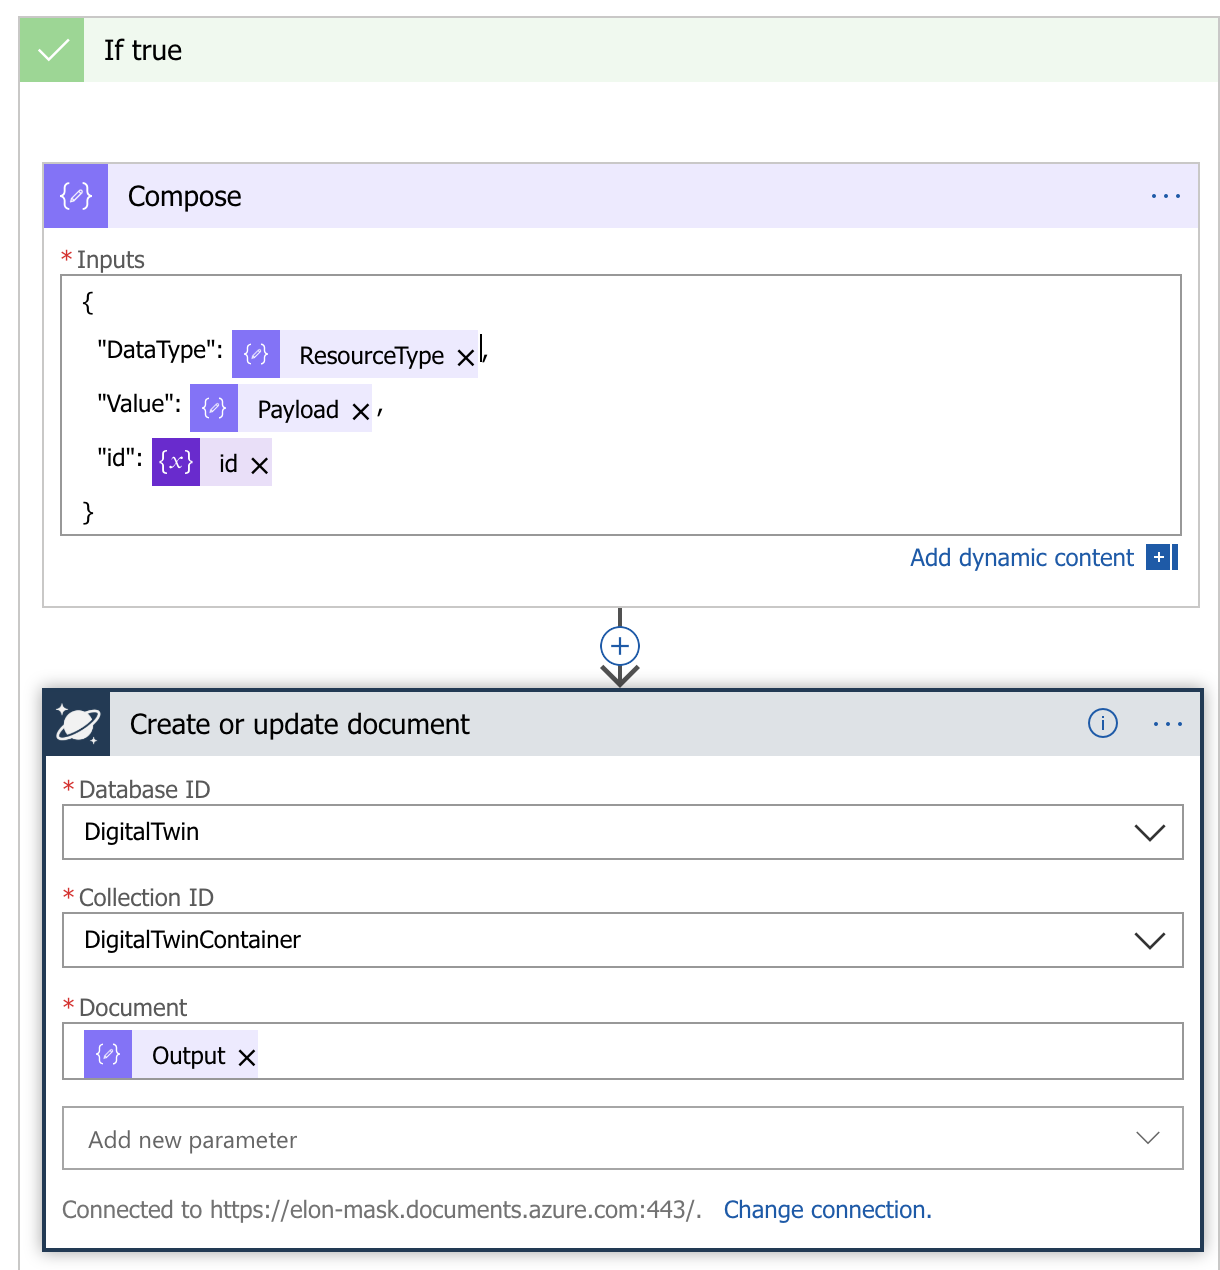 If true
Compose
...
* Inputs
{
"DataType": ResourceType ,
"Value": Payload ,
"id": {x} id
}
Add dynamic content
Create or update document
...
* Database ID
DigitalTwin
* Collection ID
DigitalTwinContainer
* Document
Output
Add new parameter
Connected to https://elon-mask.documents.azure.com:443/. Change connection.